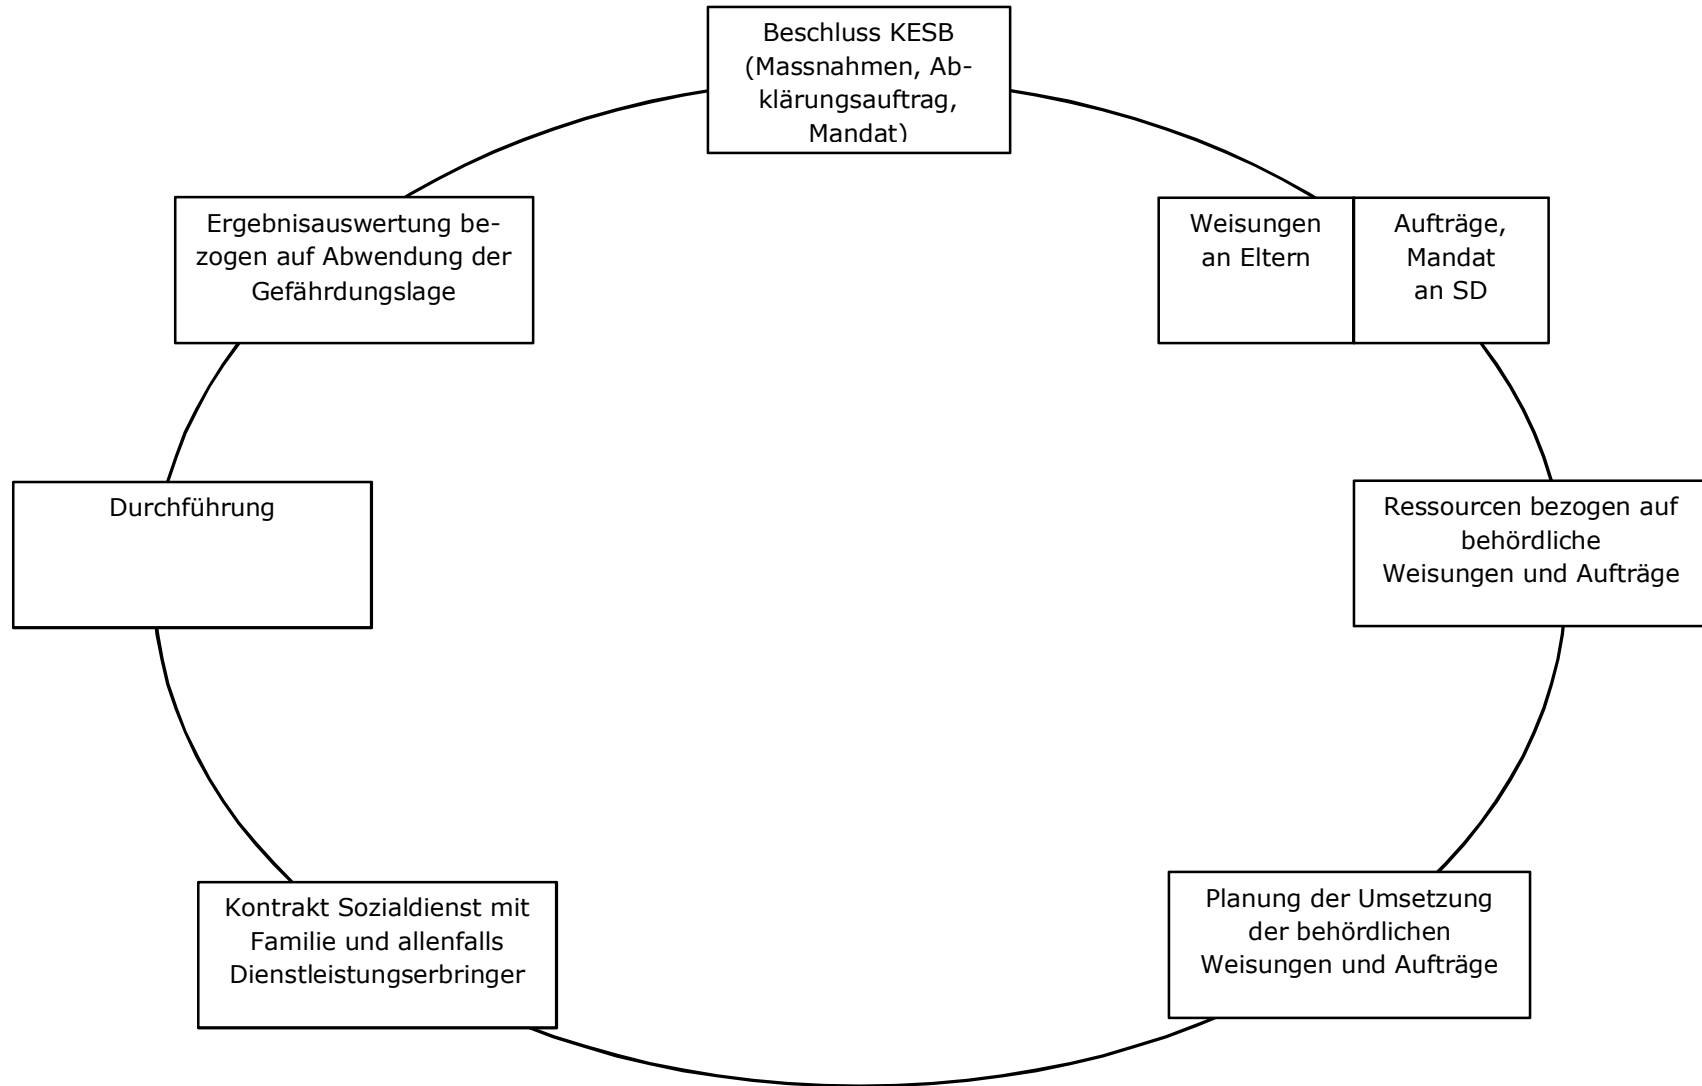 Beschluss KESB
(Massnahmen, Ab-
klärungsauftrag,
Mandat)
Ergebnisauswertung be-
zogen auf Abwendung der
Gefährdungslage
Weisungen
an Eltern
Aufträge,
Mandat
an SD
Durchführung
Ressourcen bezogen auf
behördliche
Weisungen und Aufträge
Kontrakt Sozialdienst mit
Familie und allenfalls
Dienstleistungserbringer
Planung der Umsetzung
der behördlichen
Weisungen und Aufträge